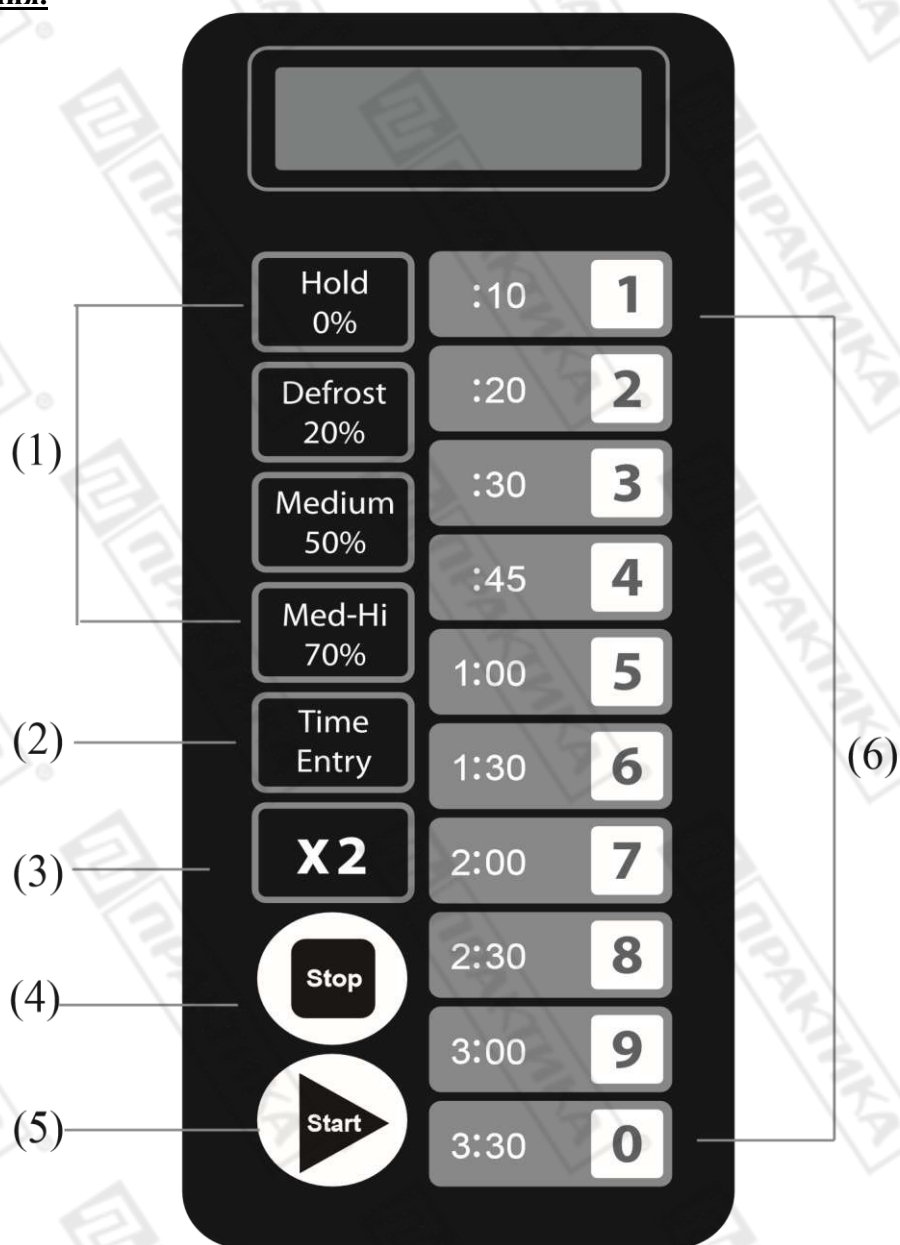 Hold
0%
:10 1
Defrost
20%
:20 2
(1)
Medium
50%
:30 3
:45 4
Med-Hi
70%
1:00 5
(2)
Time
Entry
1:30 6
(6)
(3)
X2
2:00 7
(4)
Stop
2:30 8
3:00 9
(5)
Start
3:30 0
ПРАКТИКА